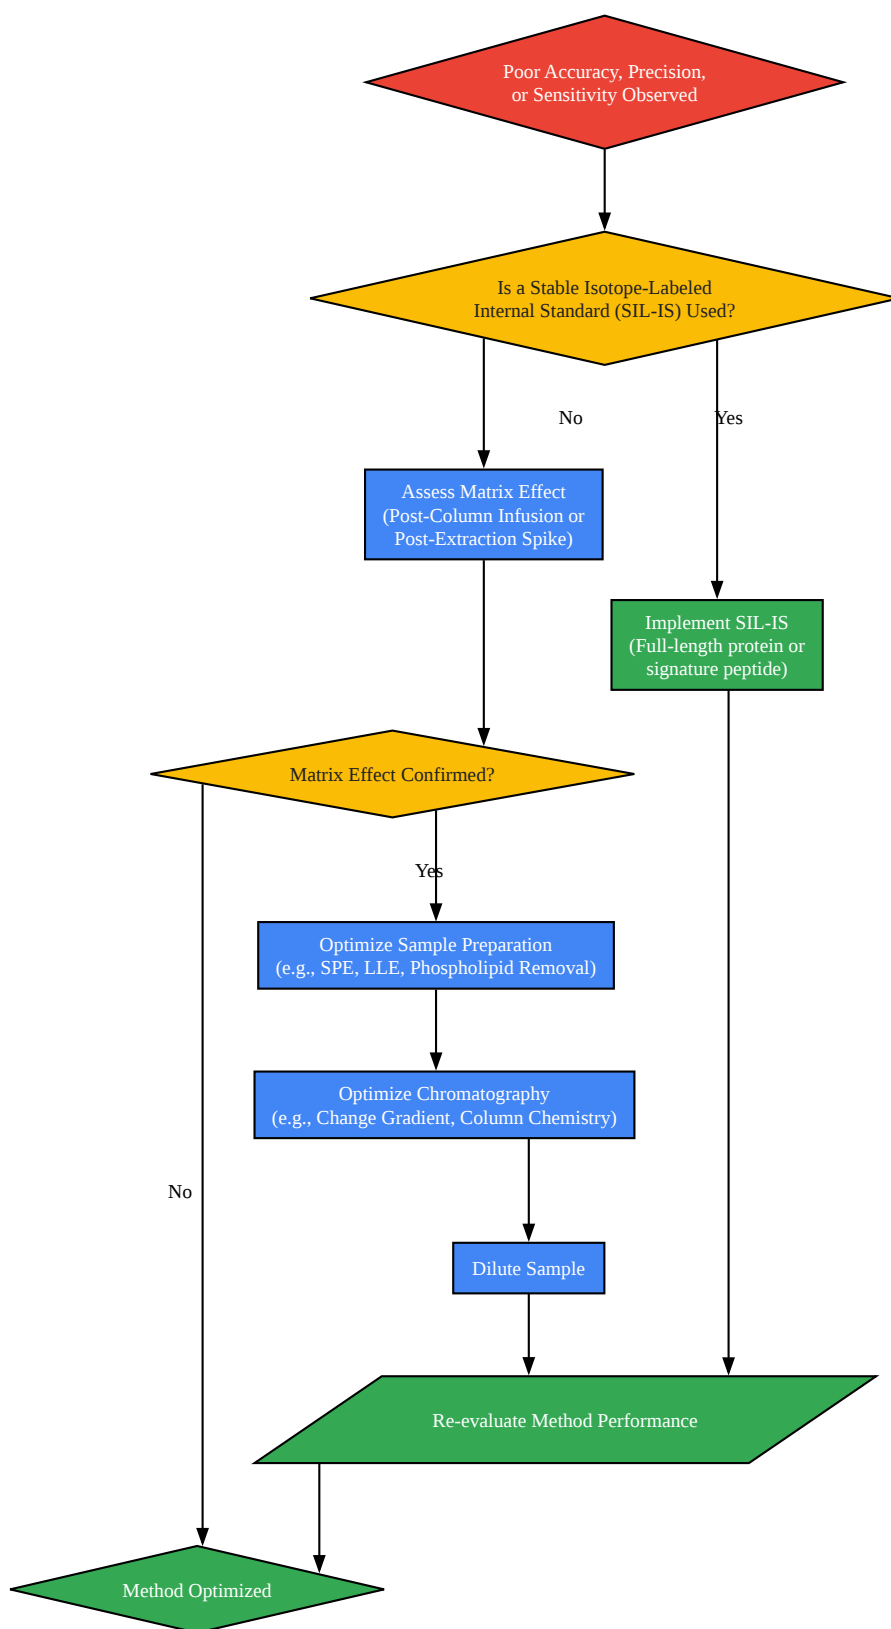 Poor Accuracy, Precision,
or Sensitivity Observed
Is a Stable Isotope-Labeled
Internal Standard (SIL-IS) Used?
No
Yes
Assess Matrix Effect
(Post-Column Infusion or
Post-Extraction Spike)
Implement SIL-IS
(Full-length protein or
signature peptide)
Matrix Effect Confirmed?
Yes
Optimize Sample Preparation
(e.g., SPE, LLE, Phospholipid Removal)
Optimize Chromatography
(e.g., Change Gradient, Column Chemistry)
No
Dilute Sample
Re-evaluate Method Performance
Method Optimized